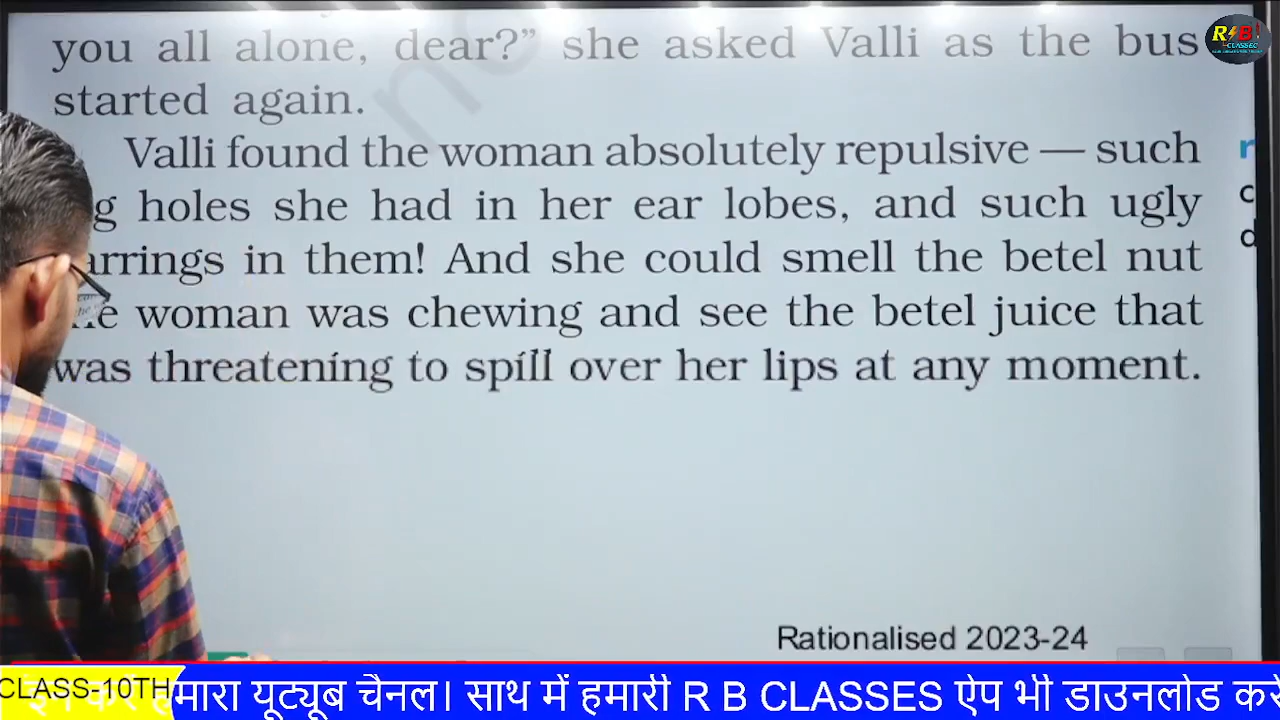 you all alone, dear?” she asked Valli as the bus
started again.
Valli found the woman absolutely repulsive — such
holes she had in her ear lobes, and such ugly
in them! And she could smell the betel nut
woman was chewing and see the betel juice that
was threatening to spill over her lips at any moment.
Rationalised 2023-24
R B
CLASSES
CLASS-10TH
करें हमारा यूट्यूब चैनल। साथ में हमारी R B CLASSES ऐप भी डाउनलोड करें